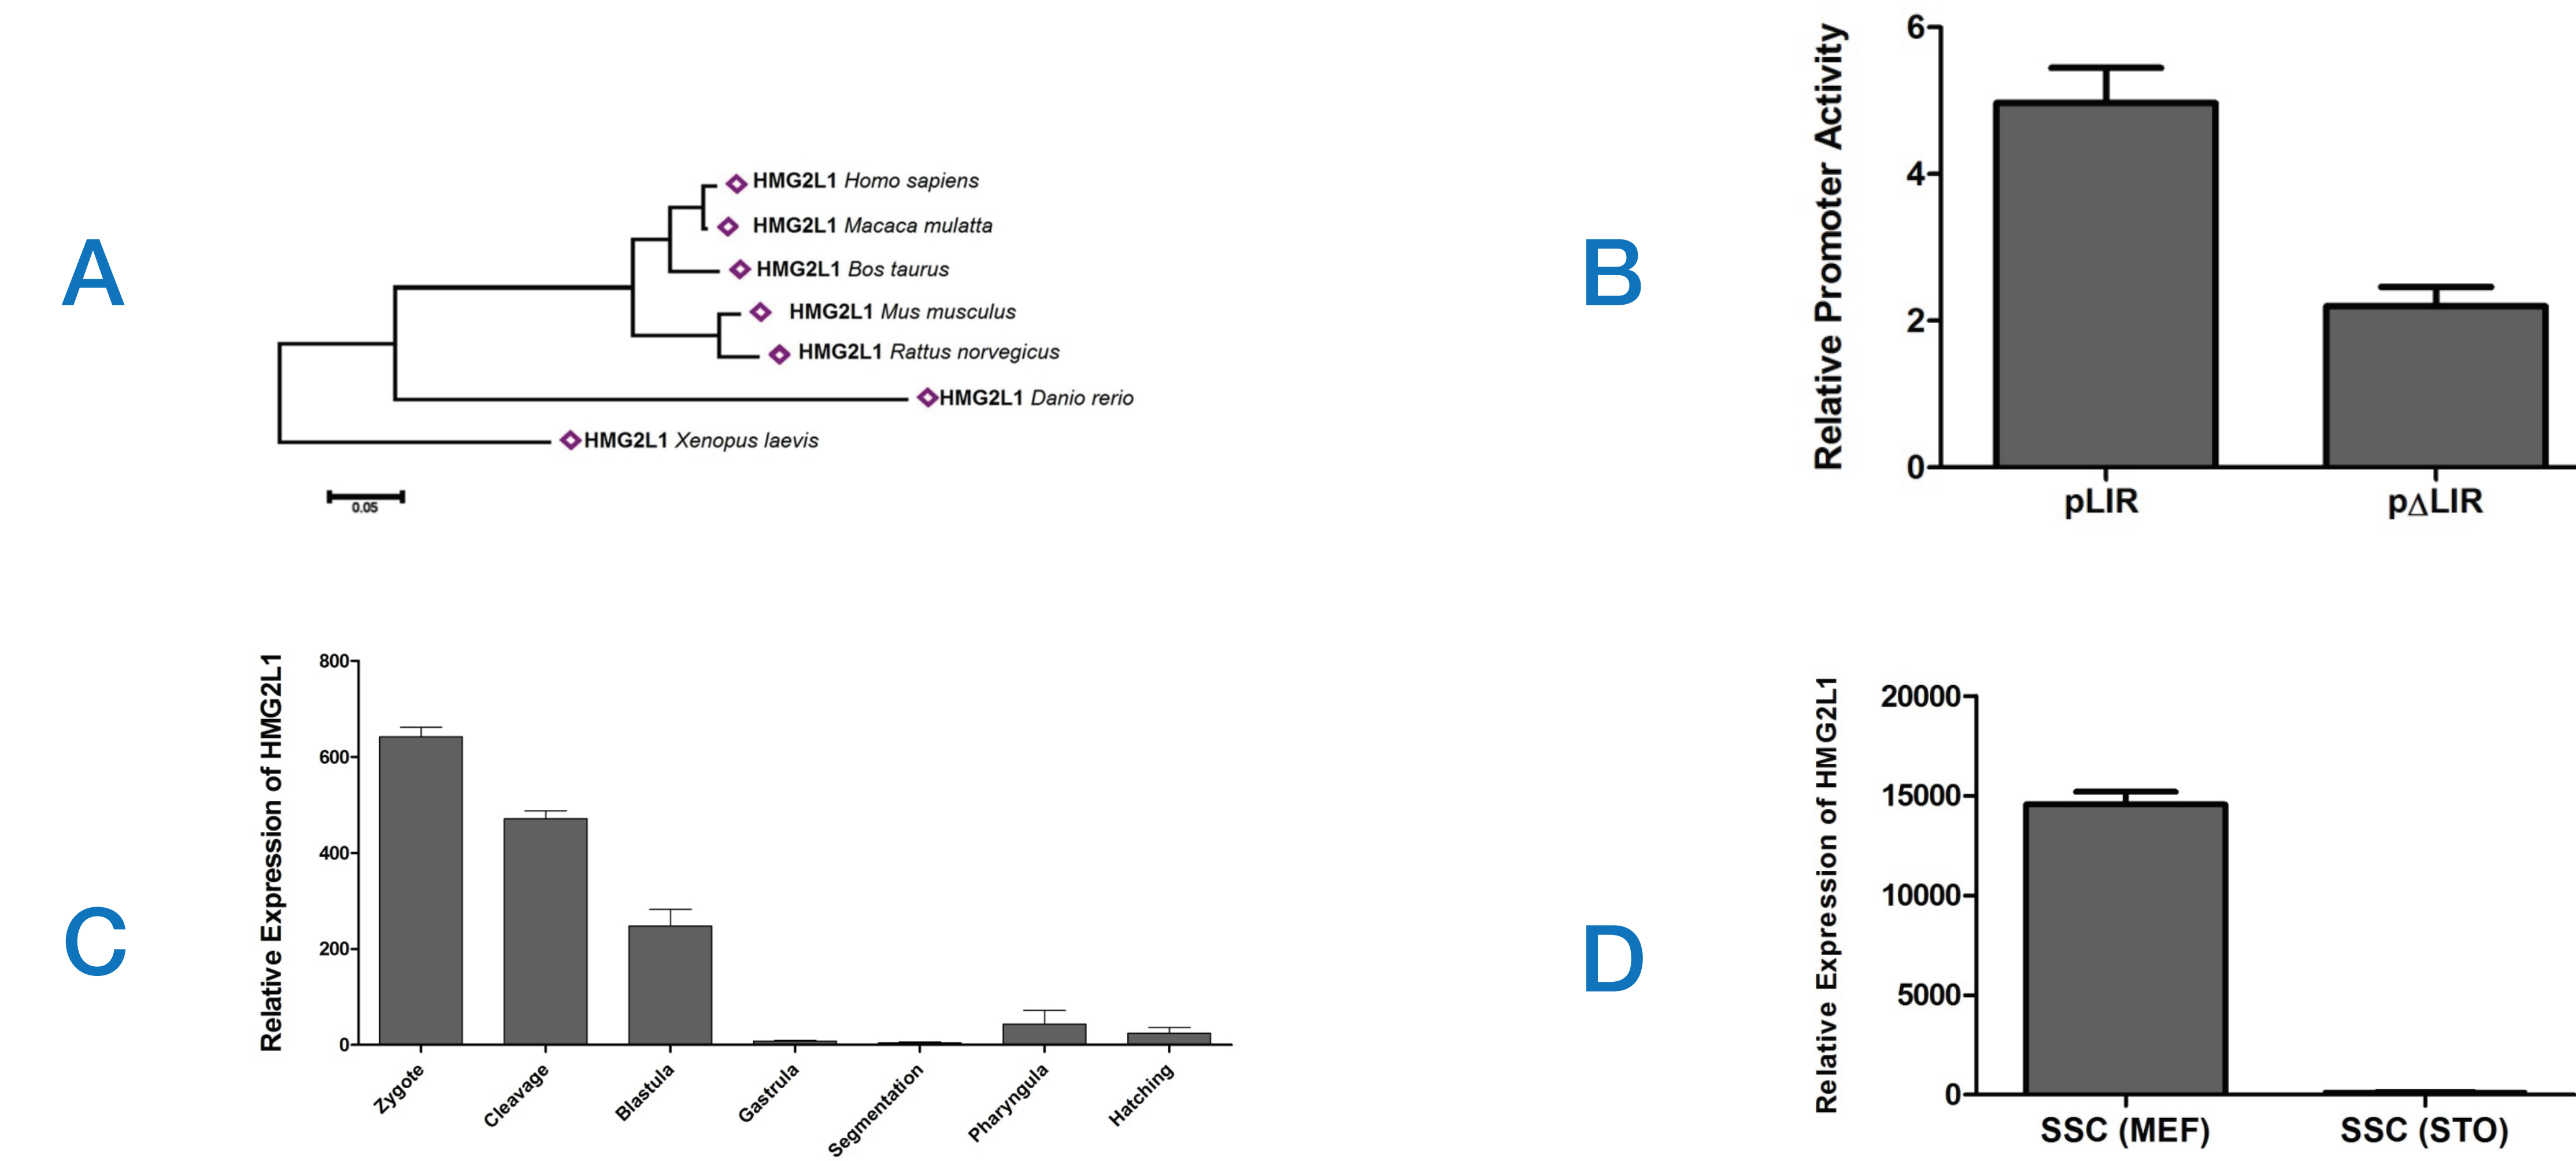 A
HMG2L1 Homo sapiens
HMG2L1 Macaca mulatta
HMG2L1 Bos taurus
HMG2L1 Mus musculus
HMG2L1 Rattus norvegicus
HMG2L1 Danio rerio
HMG2L1 Xenopus laevis
0.05
B
Relative Promoter Activity
6
4
2
0
pLIR
pΔLIR
C
Relative Expression of HMG2L1
800
600
400
200
0
Zygote
Cleavage
Blastula
Gastrula
Segmentation
Pharyngula
Hatching
D
Relative Expression of HMG2L1
20000
15000
10000
5000
0
SSC (MEF)
SSC (STO)